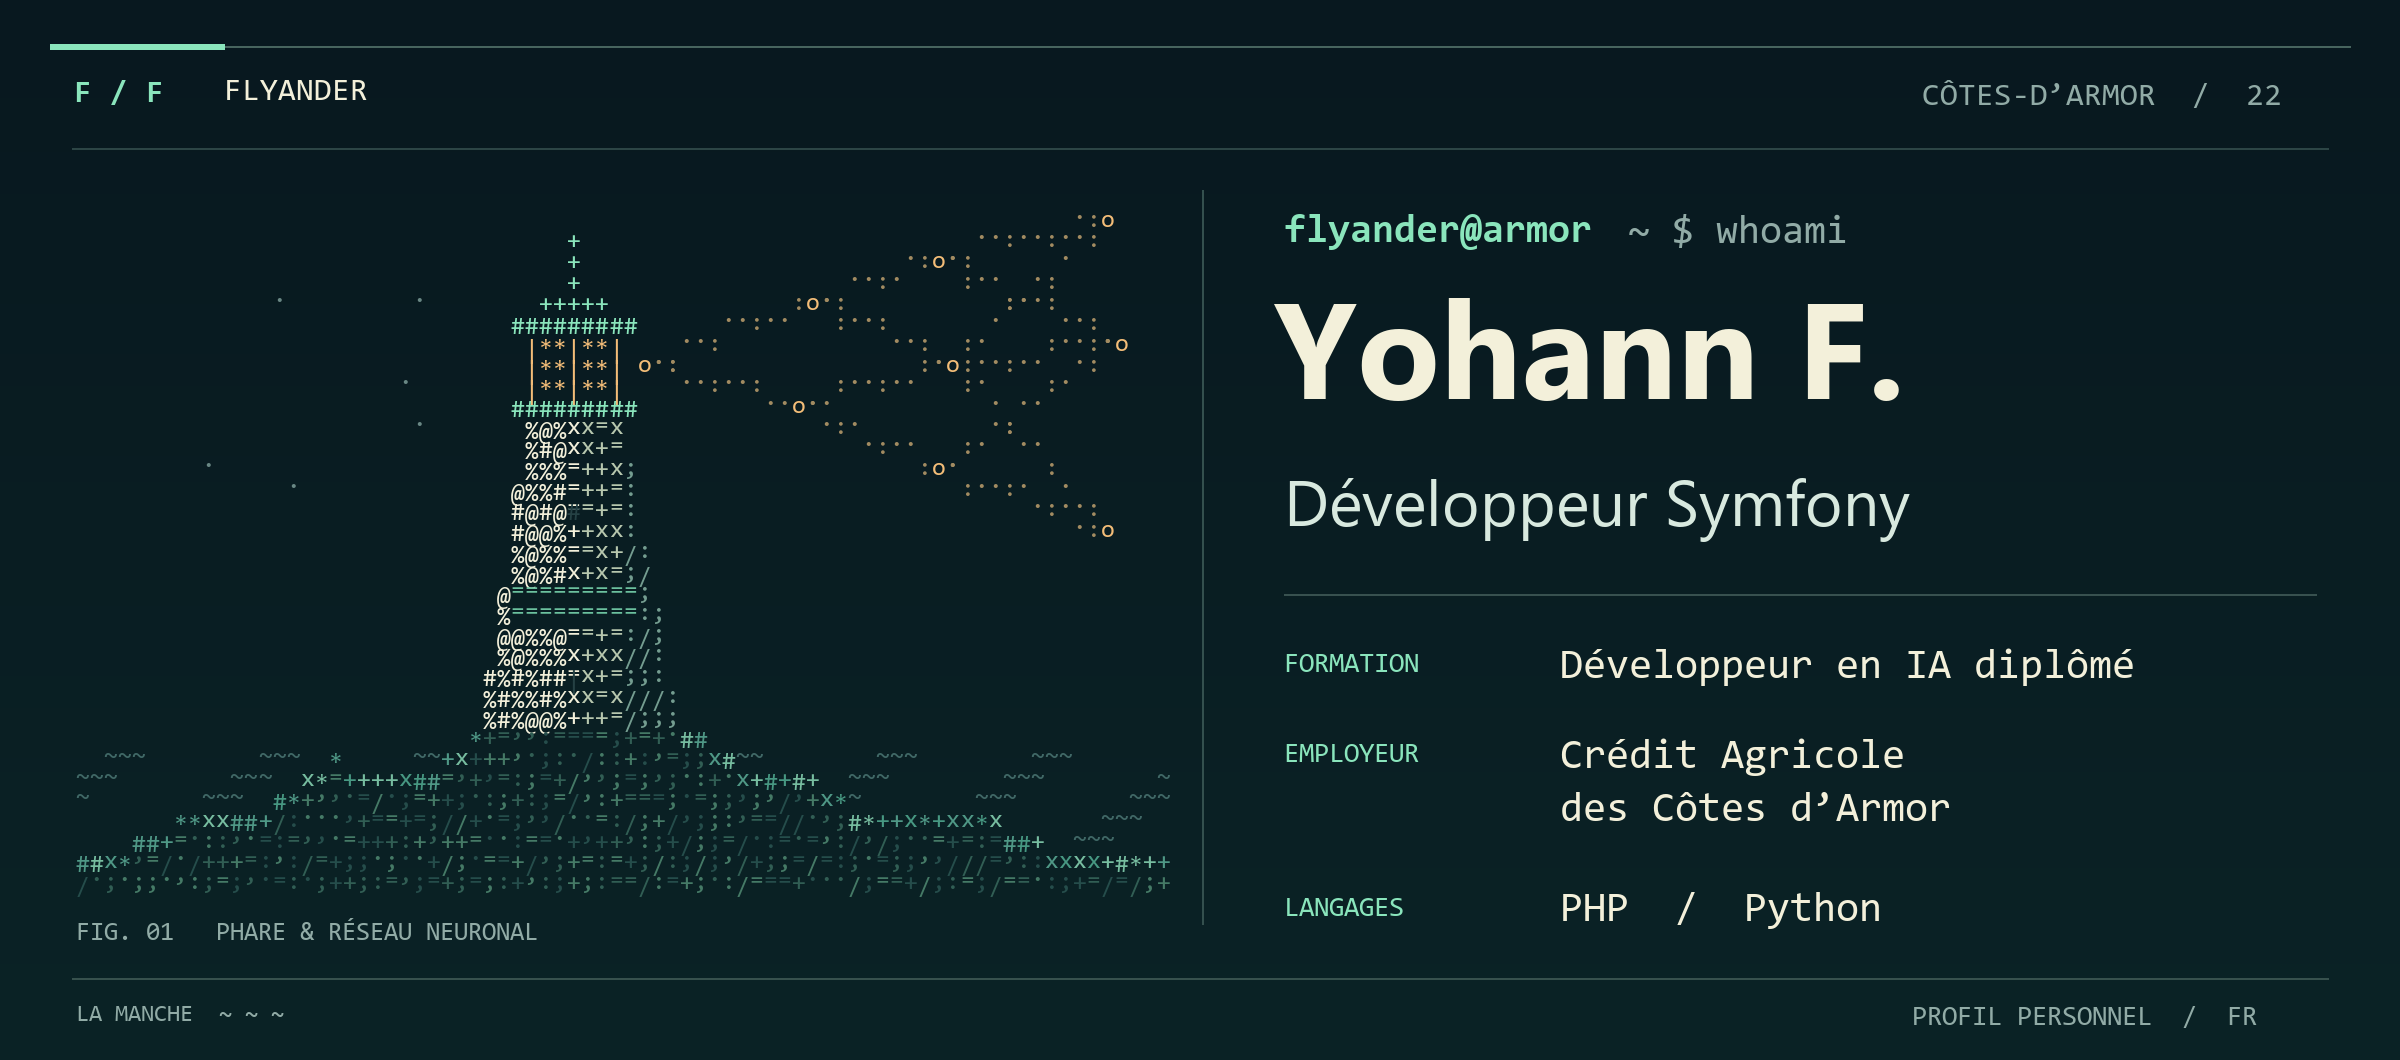 F / F FLYANDER
CÔTES-D’ARMOR / 22
flyander@armor ~ $ whoami
Yohann F.
Développeur Symfony
FORMATION Développeur en IA diplômé
EMPLOYEUR Crédit Agricole
des Côtes d’Armor
LANGAGES PHP / Python
FIG. 01 PHARE & RÉSEAU NEURONAL
LA MANCHE ~ ~ ~
PROFIL PERSONNEL / FR